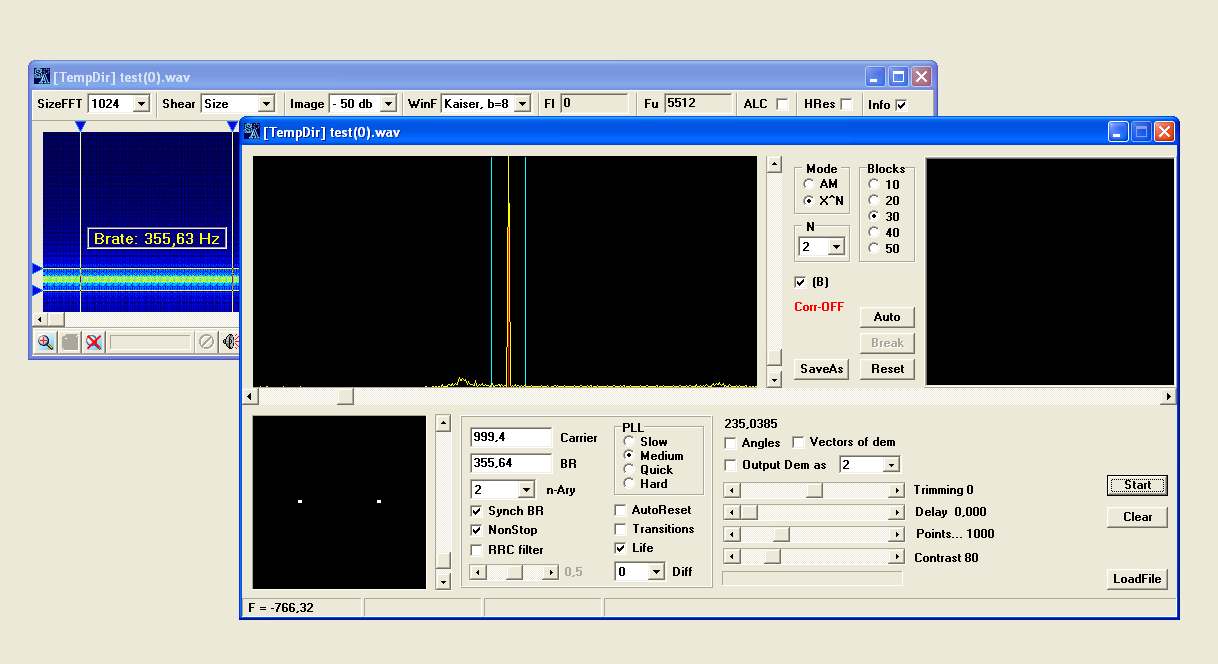 [TempDir] test(0).wav
SizeFFT 1024 Shear Size Image - 50 db WinF Kaiser, b=8 Fl 0 Fu 5512 ALC HRes Info
Brate: 355,63 Hz
[TempDir] test(0).wav
Mode
AM
X^N
N
2
(B)
Corr-OFF
SaveAs
Blocks
10
20
30
40
50
Auto
Break
Reset
999,4 Carrier
355,64 BR
2 n-Ary
Synch BR
NonStop
RRC filter
0,5
PLL
Slow
Medium
Quick
Hard
AutoReset
Transitions
Life
0 Diff
235,0385
Angles Vectors of dem
Output Dem as 2
Trimming 0
Delay 0,000
Points... 1000
Contrast 80
Start
Clear
LoadFile
F = -766,32